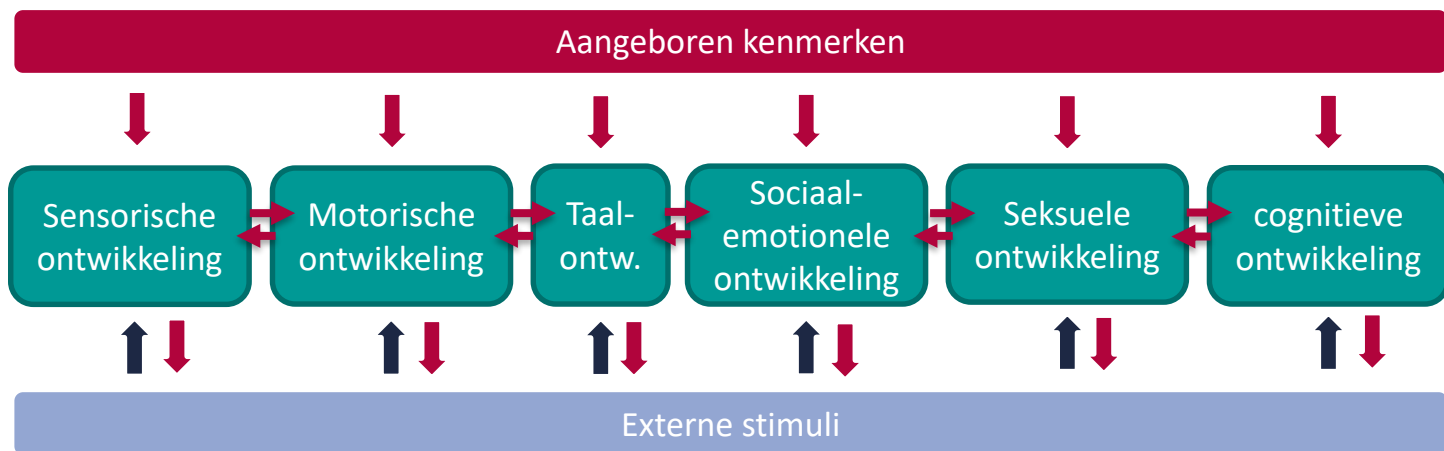 Aangeboren kenmerken
Sensorische
ontwikkeling
Motorische
ontwikkeling
Taal-
ontw.
Sociaal-
emotionele
ontwikkeling
Seksuele
ontwikkeling
cognitieve
ontwikkeling
Externe stimuli